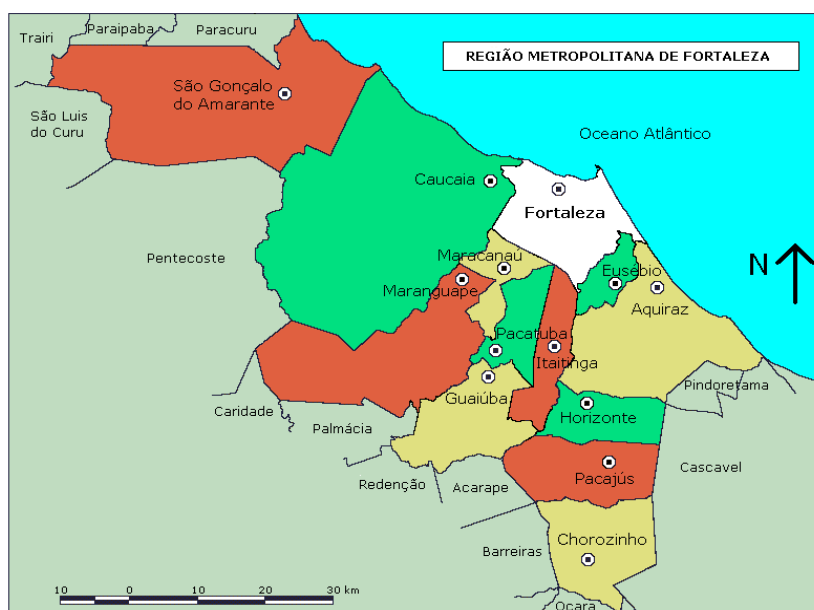 Paraipaba
Paracuru
Trairi
REGIÃO METROPOLITANA DE FORTALEZA
São Gonçalo
do Amarante
São Luis
do Curu
Oceano Atlântico
Caucaia
Fortaleza
Pentecoste
Maracanaú
N
Eusébio
Maranguape
Aquiraz
Pacatuba
Itaitinga
Pindoretama
Guaiúba
Caridade
Horizonte
Palmácia
Cascavel
Pacajús
Redenção
Acarape
Chorozinho
Barreiras
10 0 10 20 30 km
Ocara